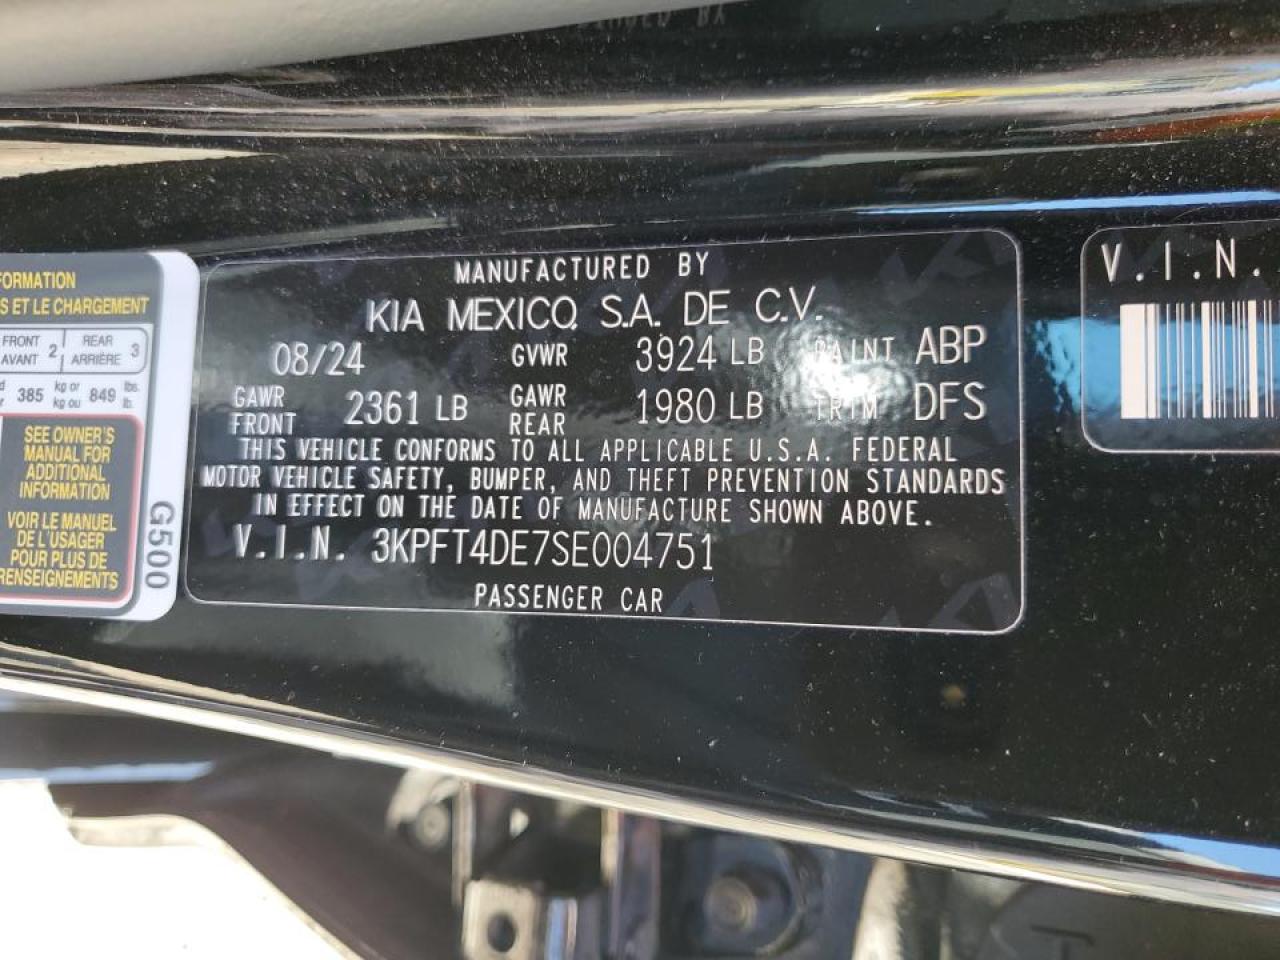 MANUFACTURED BY
KIA MEXICO, S.A. DE C.V.
08/24 GVWR 3924 LB PAINT ABP
GAWR FRONT 2361 LB GAWR REAR 1980 LB TRIM DFS
THIS VEHICLE CONFORMS TO ALL APPLICABLE U.S.A. FEDERAL
MOTOR VEHICLE SAFETY, BUMPER, AND THEFT PREVENTION STANDARDS
IN EFFECT ON THE DATE OF MANUFACTURE SHOWN ABOVE.
V.I.N. 3KPFT4DE7SE004751
PASSENGER CAR
ET LE CHARGEMENT
FRONT AVANT 2 REAR ARRIÈRE 3
385 kg or kg ou 849 lbs. lb.
SEE OWNER'S
MANUAL FOR
ADDITIONAL
INFORMATION
VOIR LE MANUEL
DE L'USAGER
POUR PLUS DE
RENSEIGNEMENTS
G500
V.I.N.